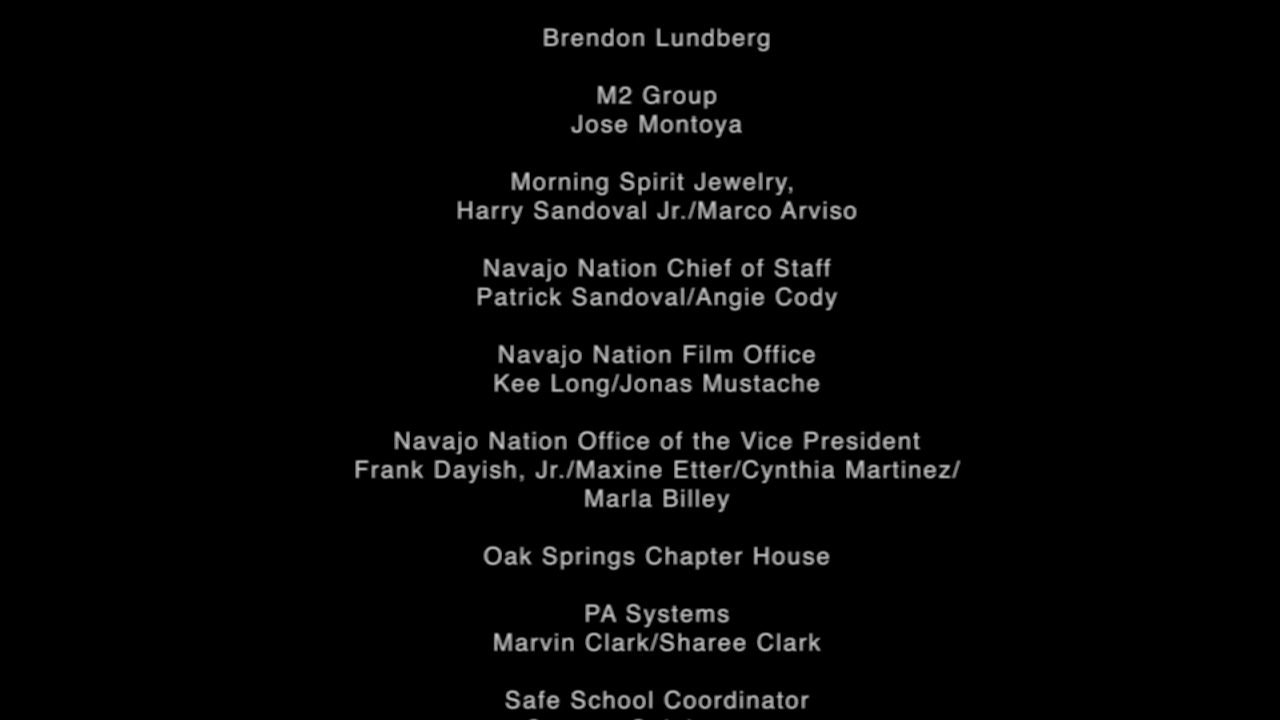 Brendon Lundberg
M2 Group
Jose Montoya
Morning Spirit Jewelry,
Harry Sandoval Jr./Marco Arviso
Navajo Nation Chief of Staff
Patrick Sandoval/Angie Cody
Navajo Nation Film Office
Kee Long/Jonas Mustache
Navajo Nation Office of the Vice President
Frank Dayish, Jr./Maxine Etter/Cynthia Martinez/
Marla Billey
Oak Springs Chapter House
PA Systems
Marvin Clark/Sharee Clark
Safe School Coordinator